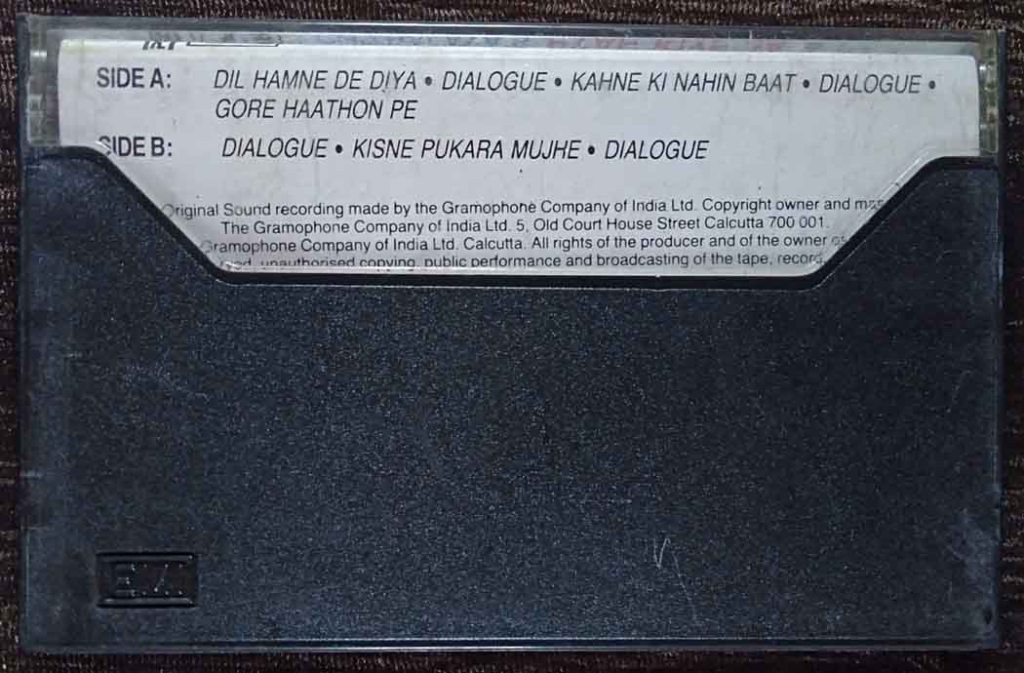 SIDE A: DIL HAMNE DE DIYA • DIALOGUE • KAHNE KI NAHIN BAAT • DIALOGUE •
GORE HAATHON PE
SIDE B: DIALOGUE • KISNE PUKARA MUJHE • DIALOGUE
Original Sound recording made by the Gramophone Company of India Ltd. Copyright owner and
The Gramophone Company of India Ltd. 5, Old Court House Street Calcutta 700 001.
Gramophone Company of India Ltd. Calcutta. All rights of the producer and of the owner
unauthorised copying, public performance and broadcasting of the tape, record,